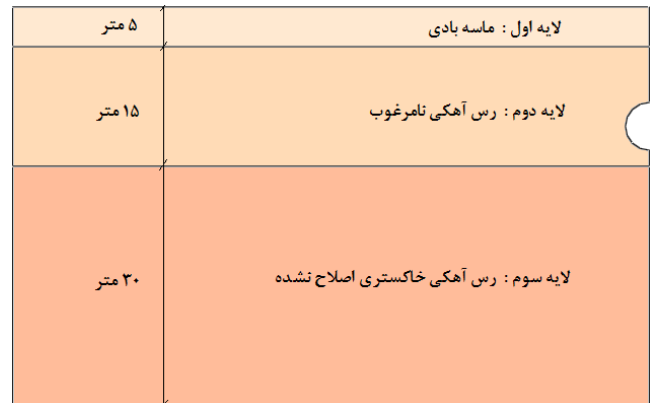 لایه اول : ماسه بادی
۵ متر
لایه دوم : رس آهکی نامرغوب
۱۵ متر
لایه سوم : رس آهکی خاکستری اصلاح نشده
۳۰ متر